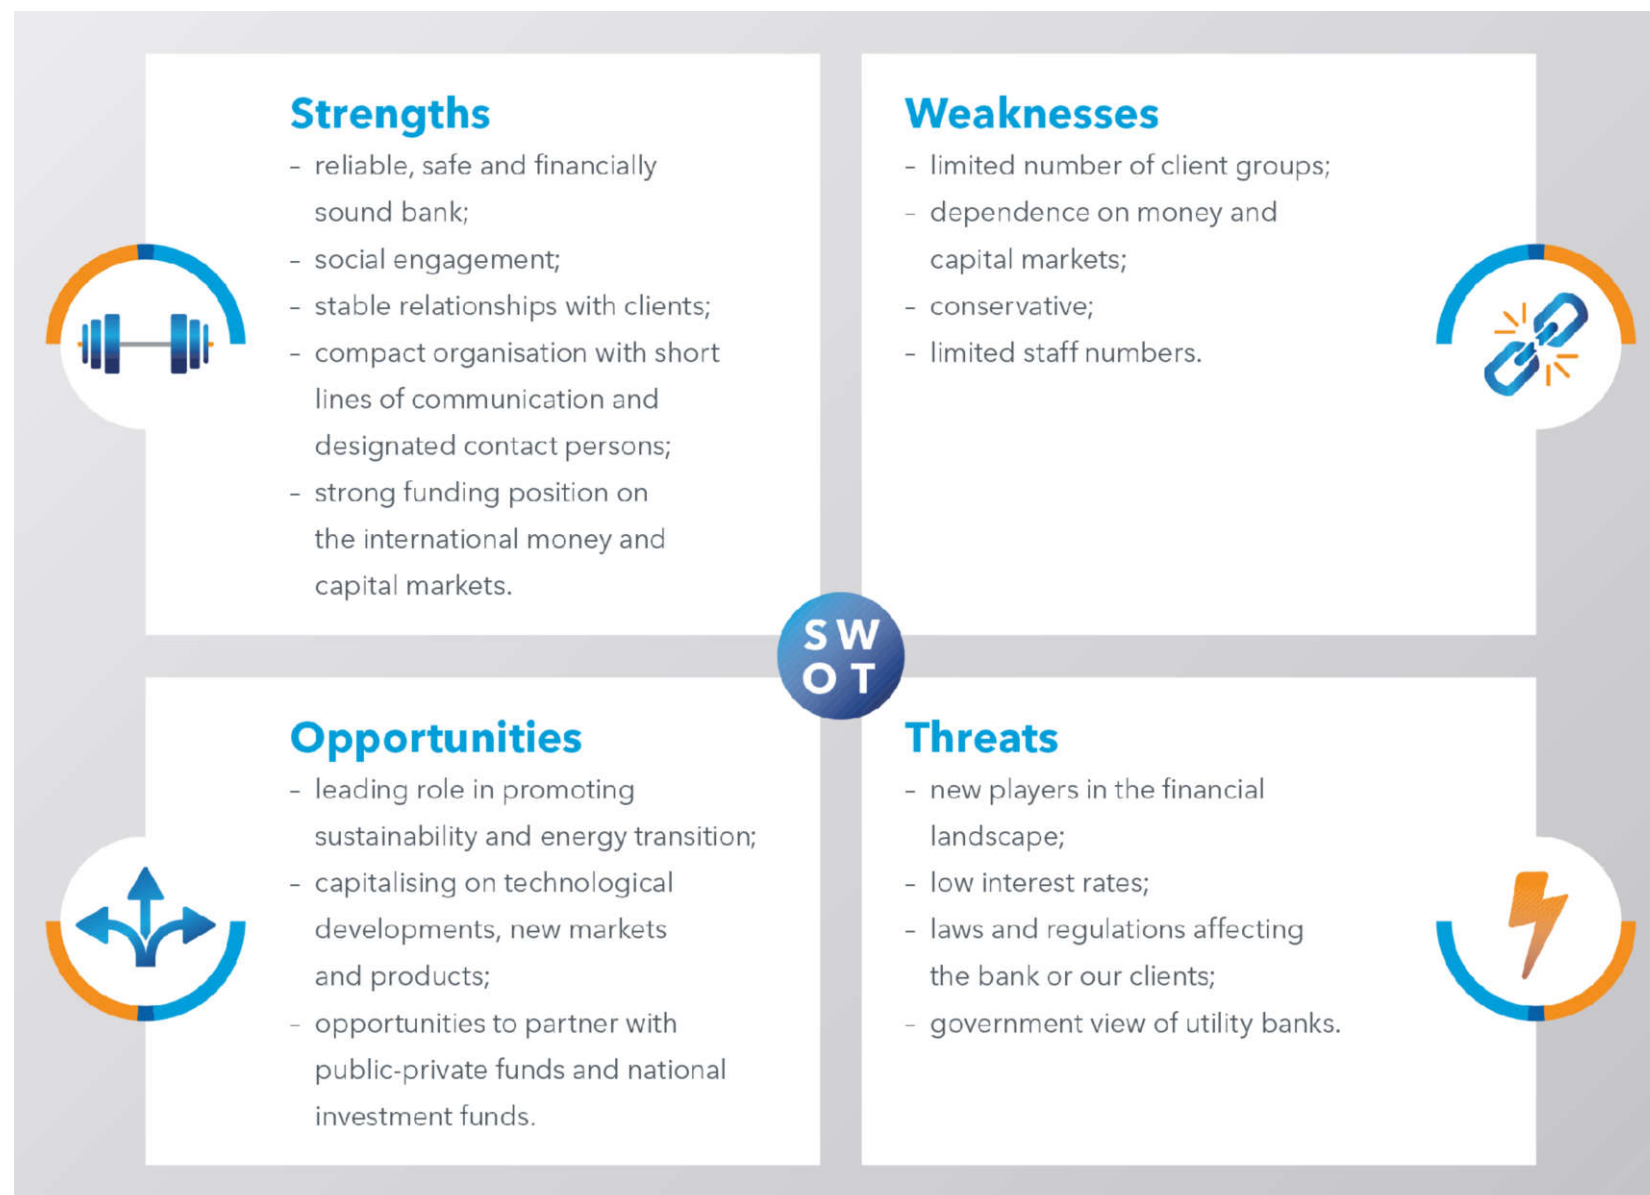 Strengths
- reliable, safe and financially
sound bank;
- social engagement;
- stable relationships with clients;
- compact organisation with short
lines of communication and
designated contact persons;
- strong funding position on
the international money and
capital markets.
Weaknesses
- limited number of client groups;
- dependence on money and
capital markets;
- conservative;
- limited staff numbers.
S W
O T
Opportunities
- leading role in promoting
sustainability and energy transition;
- capitalising on technological
developments, new markets
and products;
- opportunities to partner with
public-private funds and national
investment funds.
Threats
- new players in the financial
landscape;
- low interest rates;
- laws and regulations affecting
the bank or our clients;
- government view of utility banks.